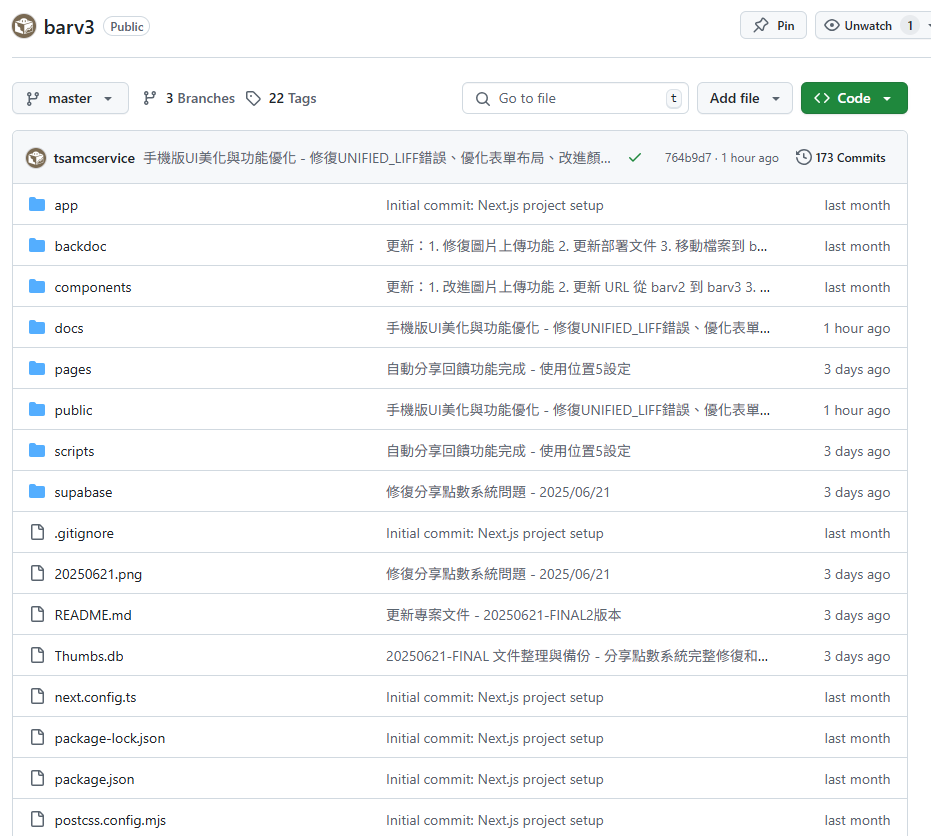 barv3 Public Pin Unwatch 1
master 3 Branches 22 Tags Go to file t Add file Code
tsamcservice 手機版UI美化與功能優化 - 修復UNIFIED_LIFF錯誤、優化表單布局、改進顏... 764b9d7 · 1 hour ago 173 Commits
app Initial commit: Next.js project setup last month
backdoc 更新：1. 修復圖片上傳功能 2. 更新部署文件 3. 移動檔案到 b... last month
components 更新：1. 改進圖片上傳功能 2. 更新 URL 從 barv2 到 barv3 3. ... last month
docs 手機版UI美化與功能優化 - 修復UNIFIED_LIFF錯誤、優化表單... 1 hour ago
pages 自動分享回饋功能完成 - 使用位置5設定 3 days ago
public 手機版UI美化與功能優化 - 修復UNIFIED_LIFF錯誤、優化表單... 1 hour ago
scripts 自動分享回饋功能完成 - 使用位置5設定 3 days ago
supabase 修復分享點數系統問題 - 2025/06/21 3 days ago
.gitignore Initial commit: Next.js project setup last month
20250621.png 修復分享點數系統問題 - 2025/06/21 3 days ago
README.md 更新專案文件 - 20250621-FINAL2版本 3 days ago
Thumbs.db 20250621-FINAL 文件整理與備份 - 分享點數系統完整修復和... 3 days ago
next.config.ts Initial commit: Next.js project setup last month
package-lock.json Initial commit: Next.js project setup last month
package.json Initial commit: Next.js project setup last month
postcss.config.mjs Initial commit: Next.js project setup last month